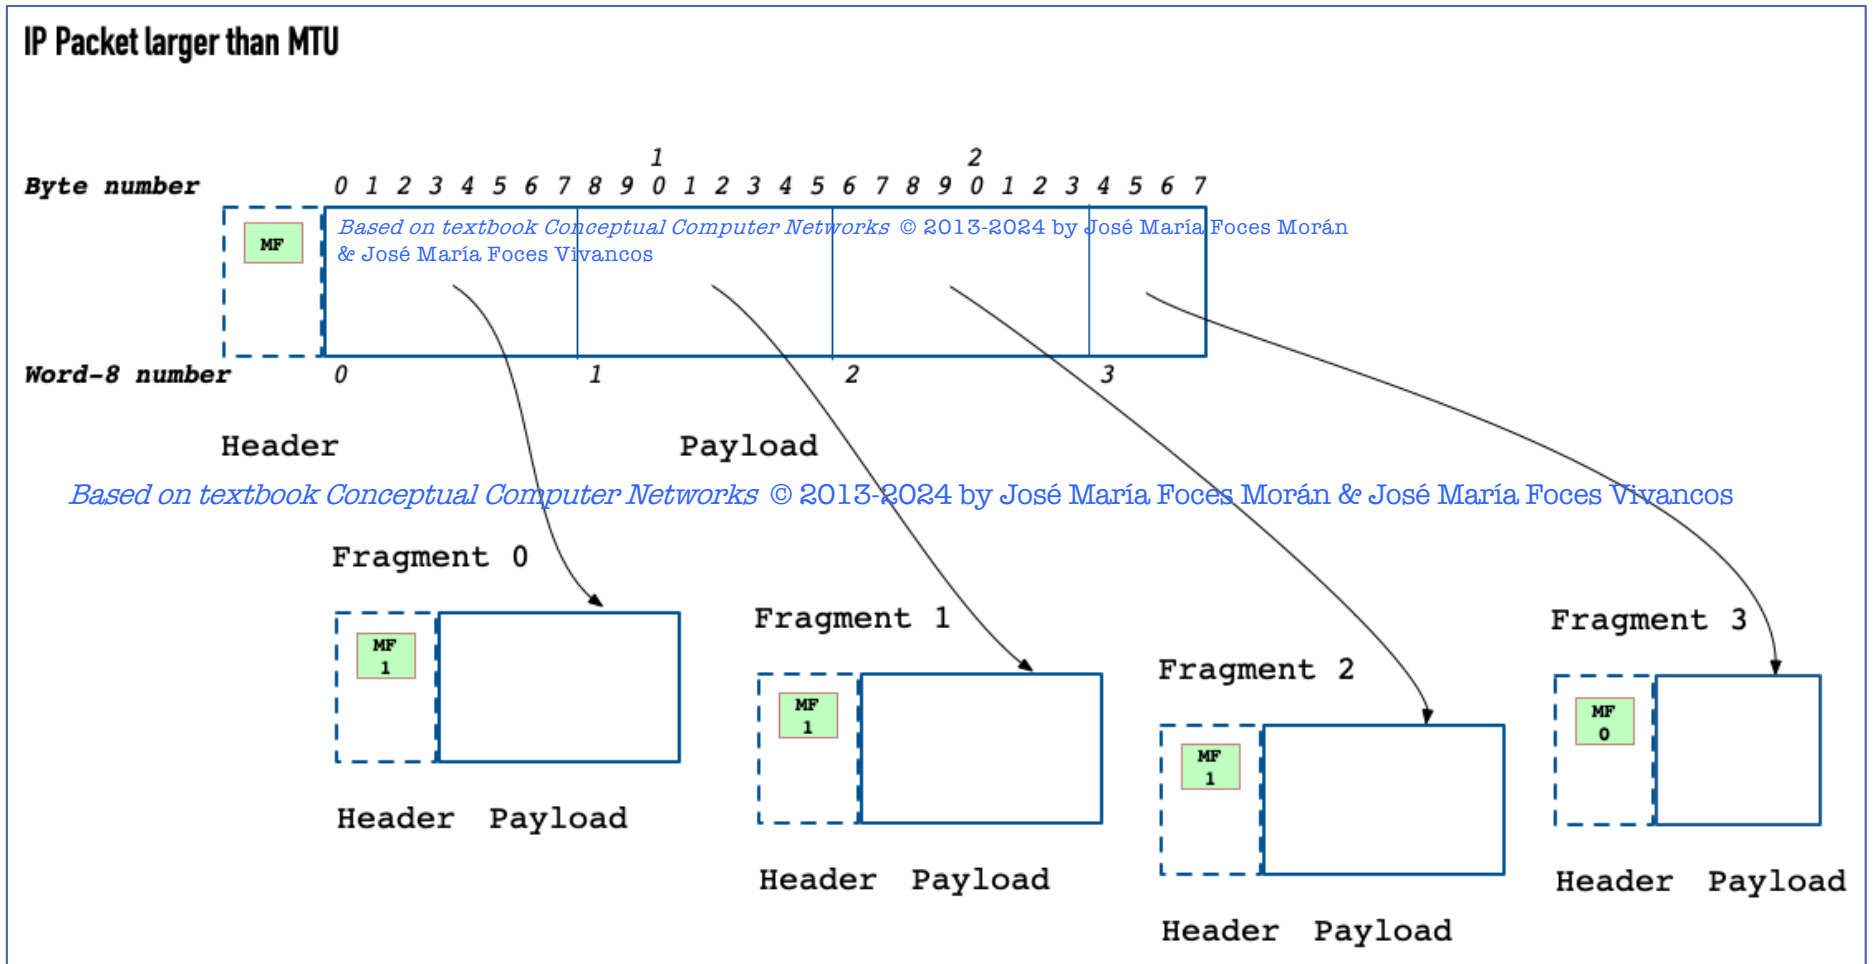 IP Packet larger than MTU
1 2
Byte number 0 1 2 3 4 5 6 7 8 9 0 1 2 3 4 5 6 7 8 9 0 1 2 3 4 5 6 7
MF
Based on textbook Conceptual Computer Networks © 2013-2024 by José María Foces Morán
& José María Foces Vivancos
Word-8 number 0 1 2 3
Header Payload
Based on textbook Conceptual Computer Networks © 2013-2024 by José María Foces Morán & José María Foces Vivancos
Fragment 0
MF
1
Header Payload
Fragment 1
MF
1
Header Payload
Fragment 2
MF
1
Header Payload
Fragment 3
MF
0
Header Payload